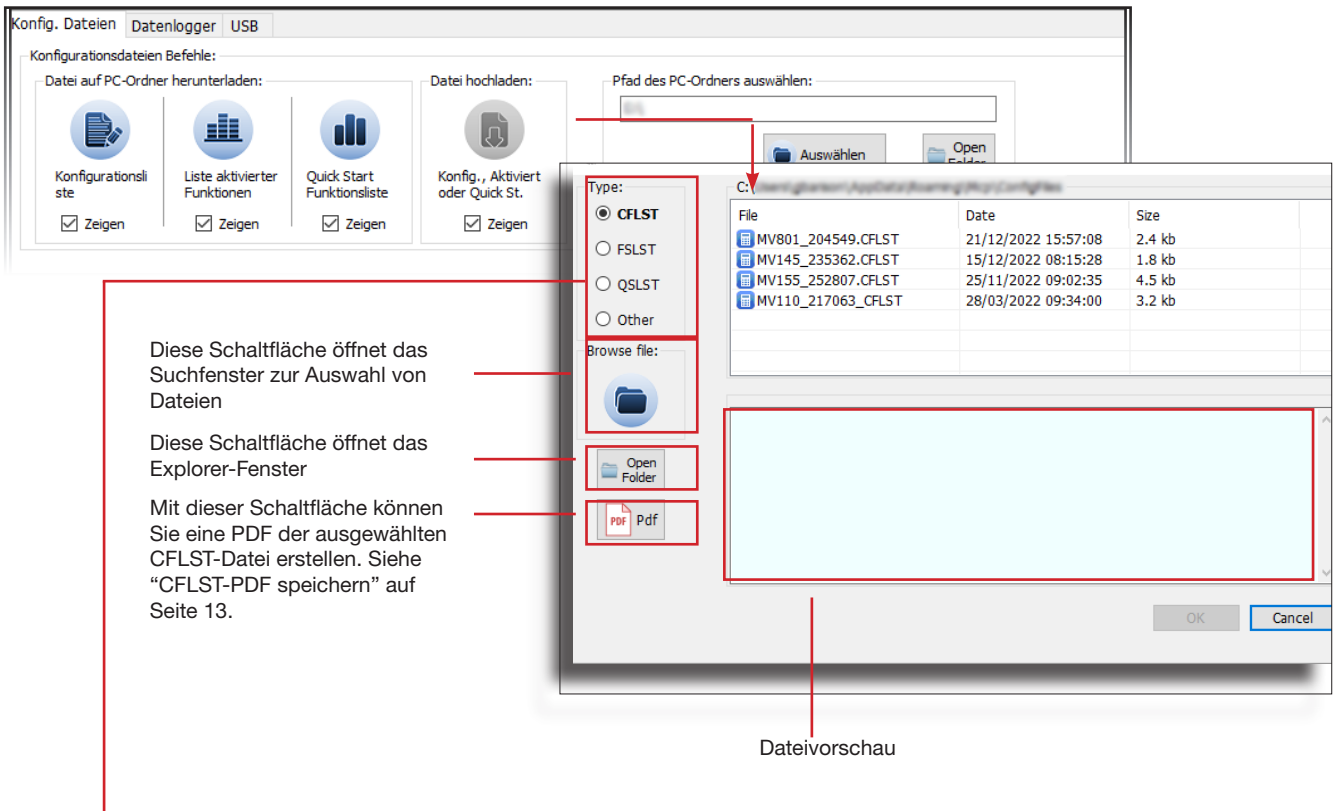 Konfig. Dateien Datenlogger USB
Konfigurationsdateien Befehle:
Datei auf PC-Ordner herunterladen:
Datei hochladen:
Pfad des PC-Ordners auswählen:
Auswählen
Open
Folder
Konfigurationsli
ste
Liste aktivierter
Funktionen
Quick Start
Funktionsliste
Konfig., Aktiviert
oder Quick St.
Zeigen
Zeigen
Zeigen
Zeigen
Type:
CFLST
FSLST
QSLST
Other
Browse file:
Open
Folder
PDF Pdf
C:\
File Date Size
MV801_204549.CFLST 21/12/2022 15:57:08 2.4 kb
MV145_235362.CFLST 15/12/2022 08:15:28 1.8 kb
MV155_252807.CFLST 25/11/2022 09:02:35 4.5 kb
MV110_217063_CFLST 28/03/2022 09:34:00 3.2 kb
OK Cancel
Diese Schaltfläche öffnet das
Suchfenster zur Auswahl von
Dateien
Diese Schaltfläche öffnet das
Explorer-Fenster
Mit dieser Schaltfläche können
Sie eine PDF der ausgewählten
CFLST-Datei erstellen. Siehe
“CFLST-PDF speichern” auf
Seite 13.
Dateivorschau